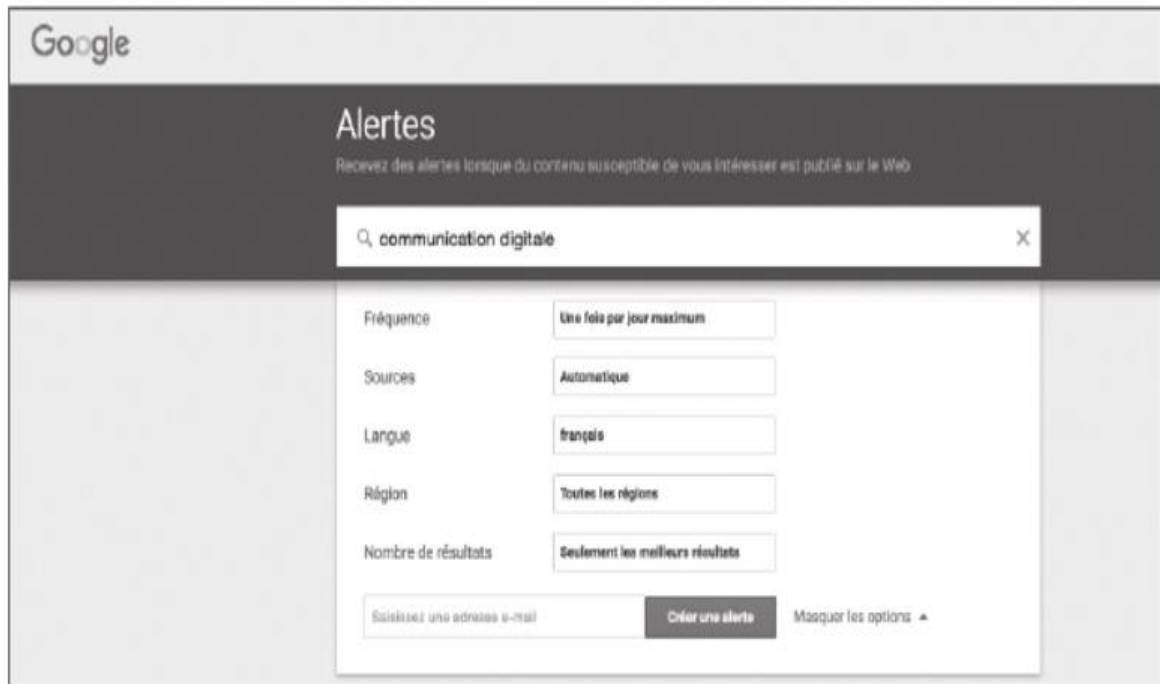 Google
Alertes
Recevez des alertes lorsque du contenu susceptible de vous intéresser est publié sur le Web
communication digitale
Fréquence Une fois par jour maximum
Sources Automatique
Langue français
Région Toutes les régions
Nombre de résultats Seulement les meilleurs résultats
Saisissez une adresse e-mail Créer une alerte Masquer les options